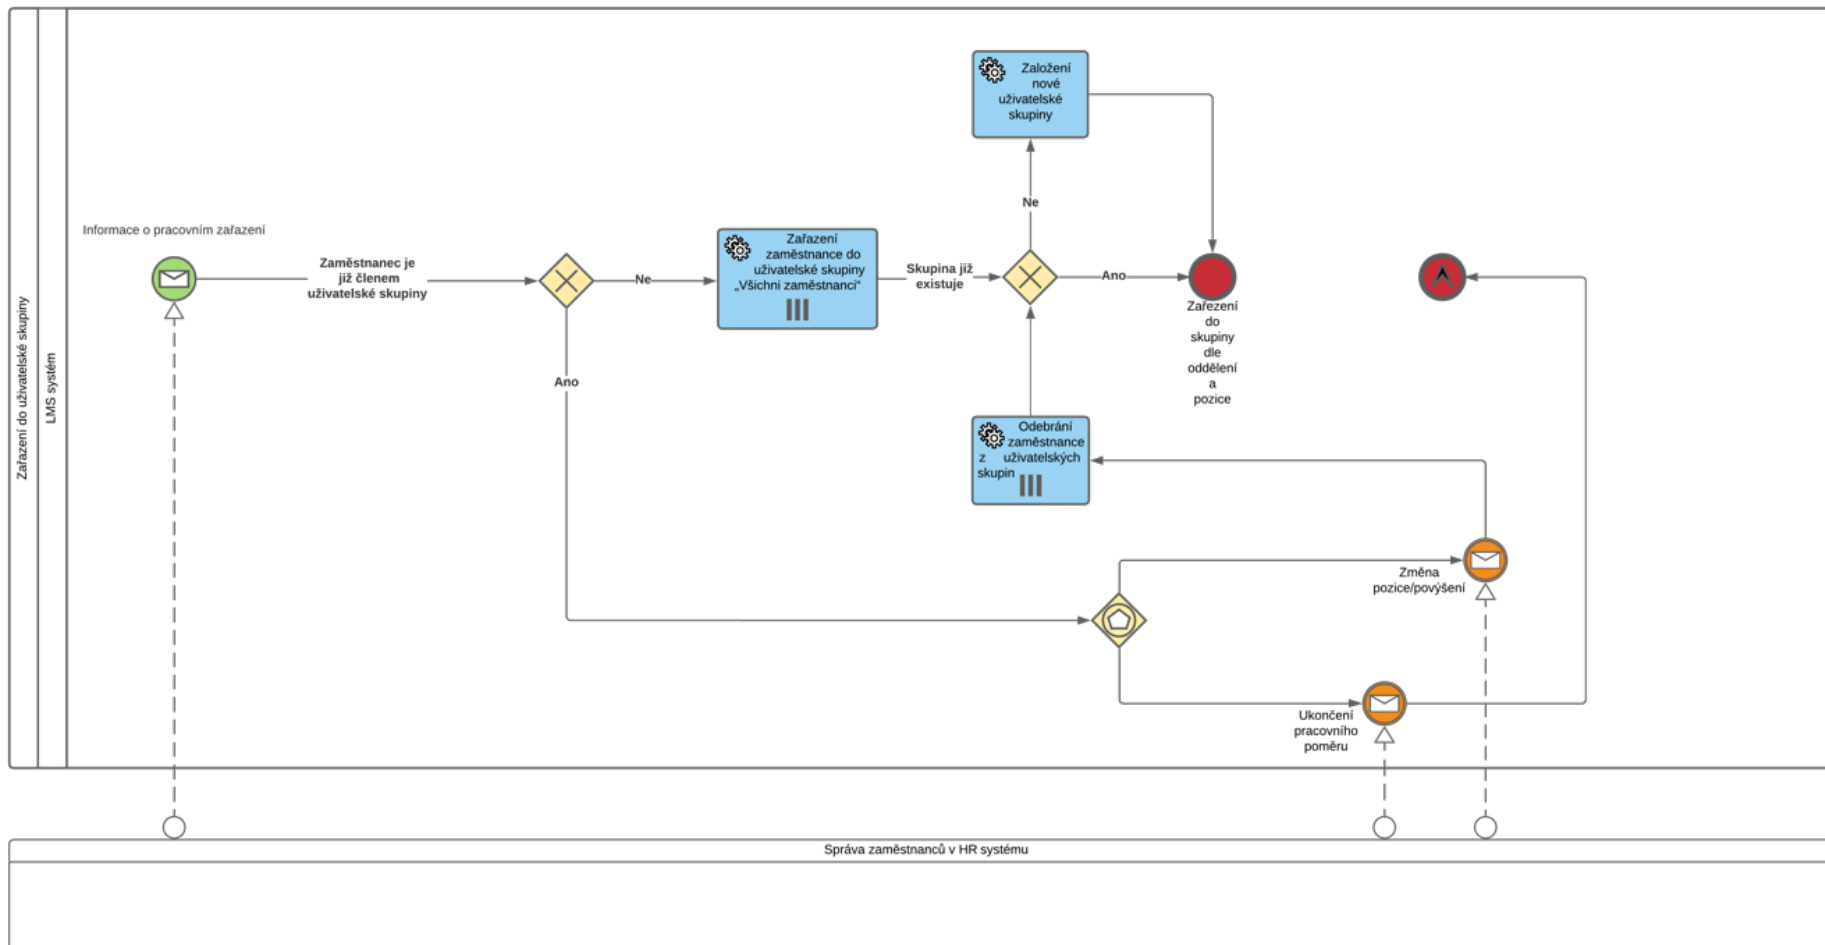 Zařazení do uživatelské skupiny
LMS systém
Informace o pracovním zařazení
Zaměstnanec je
již členem
uživatelské skupiny
Ne
Ano
Zařazení
zaměstnance do
uživatelské skupiny
„Všichni zaměstnanci“
Skupina již
existuje
Založení
nové
uživatelské
skupiny
Ne
Ano
Zařezení
do
skupiny
dle
oddělení
a
pozice
Odebrání
zaměstnance
z uživatelských
skupin
Změna
pozice/povýšení
Ukončení
pracovního
poměru
Správa zaměstnanců v HR systému